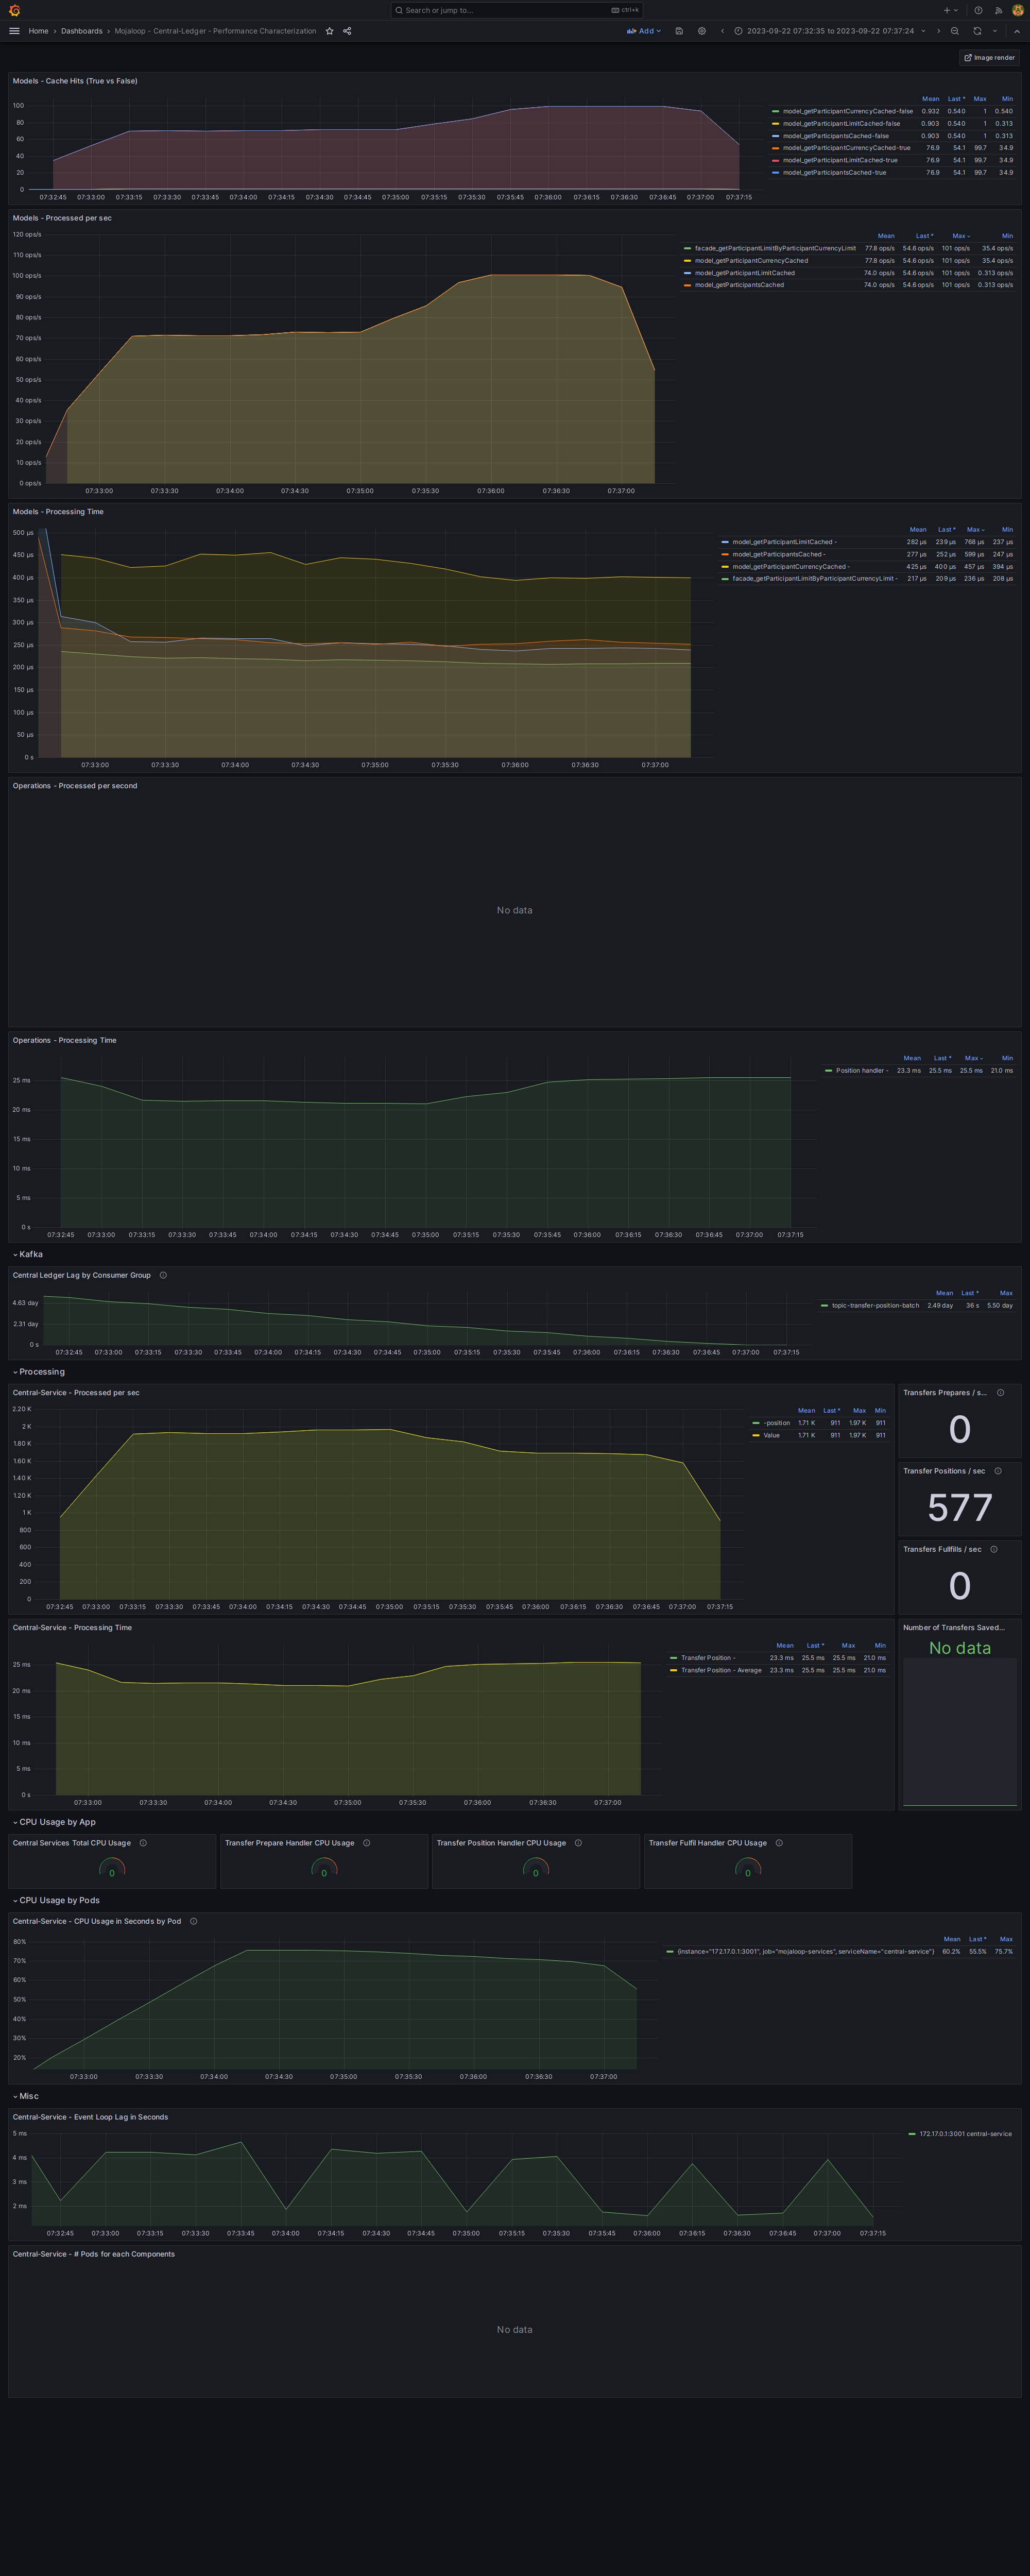 Search or jump to... ctrl+k
Home › Dashboards › Mojaloop - Central-Ledger - Performance Characterization Add 2023-09-22 07:32:35 to 2023-09-22 07:37:24
Image render
Models - Cache Hits (True vs False)
100
80
60
40
20
0
07:32:45 07:33:00 07:33:15 07:33:30 07:33:45 07:34:00 07:34:15 07:34:30 07:34:45 07:35:00 07:35:15 07:35:30 07:35:45 07:36:00 07:36:15 07:36:30 07:36:45 07:37:00 07:37:15
Mean Last * Max Min
model_getParticipantCurrencyCached-false 0.932 0.540 1 0.540
model_getParticipantLimitCached-false 0.903 0.540 1 0.313
model_getParticipantsCached-false 0.903 0.540 1 0.313
model_getParticipantCurrencyCached-true 76.9 54.1 99.7 34.9
model_getParticipantLimitCached-true 76.9 54.1 99.7 34.9
model_getParticipantsCached-true 76.9 54.1 99.7 34.9
Models - Processed per sec
120 ops/s
110 ops/s
100 ops/s
90 ops/s
80 ops/s
70 ops/s
60 ops/s
50 ops/s
40 ops/s
30 ops/s
20 ops/s
10 ops/s
0 ops/s
07:33:00 07:33:30 07:34:00 07:34:30 07:35:00 07:35:30 07:36:00 07:36:30 07:37:00
Mean Last * Max Min
facade_getParticipantLimitByParticipantCurrencyLimit 77.8 ops/s 54.6 ops/s 101 ops/s 35.4 ops/s
model_getParticipantCurrencyCached 77.8 ops/s 54.6 ops/s 101 ops/s 35.4 ops/s
model_getParticipantLimitCached 74.0 ops/s 54.6 ops/s 101 ops/s 0.313 ops/s
model_getParticipantsCached 74.0 ops/s 54.6 ops/s 101 ops/s 0.313 ops/s
Models - Processing Time
500 µs
450 µs
400 µs
350 µs
300 µs
250 µs
200 µs
150 µs
100 µs
50 µs
0 s
07:33:00 07:33:30 07:34:00 07:34:30 07:35:00 07:35:30 07:36:00 07:36:30 07:37:00
Mean Last * Max Min
model_getParticipantLimitCached - 282 µs 239 µs 768 µs 237 µs
model_getParticipantsCached - 277 µs 252 µs 599 µs 247 µs
model_getParticipantCurrencyCached - 425 µs 400 µs 457 µs 394 µs
facade_getParticipantLimitByParticipantCurrencyLimit - 217 µs 209 µs 236 µs 208 µs
Operations - Processed per second
No data
Operations - Processing Time
25 ms
20 ms
15 ms
10 ms
5 ms
0 s
07:32:45 07:33:00 07:33:15 07:33:30 07:33:45 07:34:00 07:34:15 07:34:30 07:34:45 07:35:00 07:35:15 07:35:30 07:35:45 07:36:00 07:36:15 07:36:30 07:36:45 07:37:00 07:37:15
Mean Last * Max Min
Position handler - 23.3 ms 25.5 ms 25.5 ms 21.0 ms
Kafka
Central Ledger Lag by Consumer Group
4.63 day
2.31 day
0 s
07:32:45 07:33:00 07:33:15 07:33:30 07:33:45 07:34:00 07:34:15 07:34:30 07:34:45 07:35:00 07:35:15 07:35:30 07:35:45 07:36:00 07:36:15 07:36:30 07:36:45 07:37:00 07:37:15
Mean Last * Max
topic-transfer-position-batch 2.49 day 36 s 5.50 day
Processing
Central-Service - Processed per sec
2.20 K
2 K
1.80 K
1.60 K
1.40 K
1.20 K
1 K
800
600
400
200
0
07:32:45 07:33:00 07:33:15 07:33:30 07:33:45 07:34:00 07:34:15 07:34:30 07:34:45 07:35:00 07:35:15 07:35:30 07:35:45 07:36:00 07:36:15 07:36:30 07:36:45 07:37:00 07:37:15
Mean Last * Max Min
-position 1.71 K 911 1.97 K 911
Value 1.71 K 911 1.97 K 911
Transfers Prepares / s...
0
Transfer Positions / sec
577
Transfers Fullfills / sec
0
Central-Service - Processing Time
25 ms
20 ms
15 ms
10 ms
5 ms
0 s
07:33:00 07:33:30 07:34:00 07:34:30 07:35:00 07:35:30 07:36:00 07:36:30 07:37:00
Mean Last * Max Min
Transfer Position - 23.3 ms 25.5 ms 25.5 ms 21.0 ms
Transfer Position - Average 23.3 ms 25.5 ms 25.5 ms 21.0 ms
Number of Transfers Saved...
No data
CPU Usage by App
Central Services Total CPU Usage
0
Transfer Prepare Handler CPU Usage
0
Transfer Position Handler CPU Usage
0
Transfer Fulfil Handler CPU Usage
0
CPU Usage by Pods
Central-Service - CPU Usage in Seconds by Pod
80%
70%
60%
50%
40%
30%
20%
07:33:00 07:33:30 07:34:00 07:34:30 07:35:00 07:35:30 07:36:00 07:36:30 07:37:00
Mean Last * Max
{instance="172.17.0.1:3001", job="mojaloop-services", serviceName="central-service"} 60.2% 55.5% 75.7%
Misc
Central-Service - Event Loop Lag in Seconds
5 ms
4 ms
3 ms
2 ms
07:32:45 07:33:00 07:33:15 07:33:30 07:33:45 07:34:00 07:34:15 07:34:30 07:34:45 07:35:00 07:35:15 07:35:30 07:35:45 07:36:00 07:36:15 07:36:30 07:36:45 07:37:00 07:37:15
172.17.0.1:3001 central-service
Central-Service - # Pods for each Components
No data